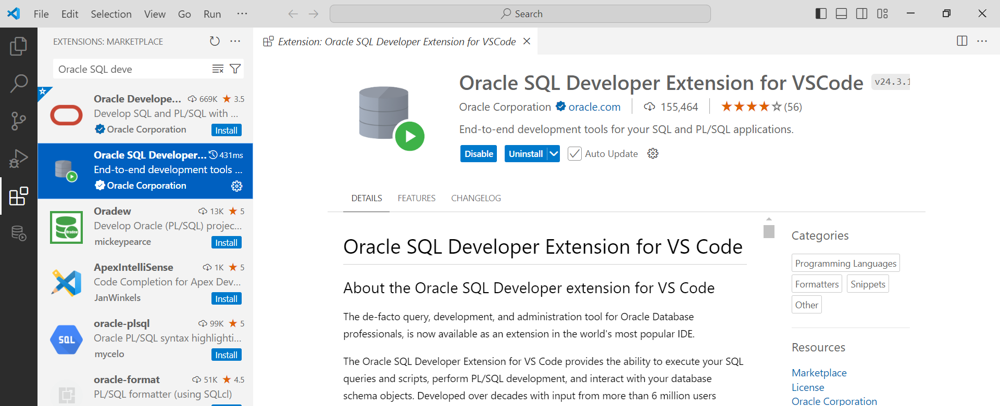 File Edit Selection View Go Run ···
Search
EXTENSIONS: MARKETPLACE
Oracle SQL deve
Oracle Develope... 669K ★ 3.5
Develop SQL and PL/SQL with ...
Oracle Corporation Install
Oracle SQL Developer... 431ms
End-to-end development tools ...
Oracle Corporation
Oradew 13K ★ 5
Develop Oracle (PL/SQL) projec...
mickeypearce Install
ApexIntelliSense 1K ★ 5
Code Completion for Apex Dev...
JanWinkels Install
oracle-plsql 99K ★ 5
Oracle PL/SQL syntax highlighti...
mycelo Install
SQL
oracle-format 51K ★ 4.5
PL/SQL formatter (using SQLcl)
Extension: Oracle SQL Developer Extension for VSCode
Oracle SQL Developer Extension for VSCode v24.3.1
Oracle Corporation oracle.com 155,464 ★★★★☆(56)
End-to-end development tools for your SQL and PL/SQL applications.
Disable Uninstall Auto Update
DETAILS FEATURES CHANGELOG
Oracle SQL Developer Extension for VS Code
About the Oracle SQL Developer extension for VS Code
The de-facto query, development, and administration tool for Oracle Database
professionals, is now available as an extension in the world's most popular IDE.
The Oracle SQL Developer Extension for VS Code provides the ability to execute your SQL
queries and scripts, perform PL/SQL development, and interact with your database
schema objects. Developed over decades with input from more than 6 million users
Categories
Programming Languages
Formatters Snippets
Other
Resources
Marketplace
License
Oracle Corporation